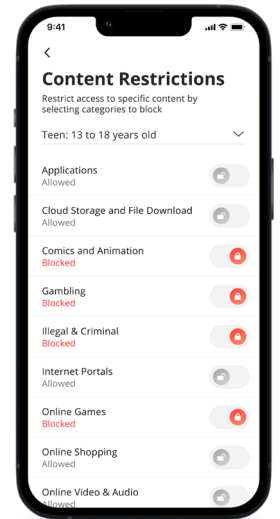 9:41
Content Restrictions
Restrict access to specific content by
selecting categories to block
Teen: 13 to 18 years old
Applications
Allowed
Cloud Storage and File Download
Allowed
Comics and Animation
Blocked
Gambling
Blocked
Illegal & Criminal
Blocked
Internet Portals
Allowed
Online Games
Blocked
Online Shopping
Allowed
Online Video & Audio
Allowed